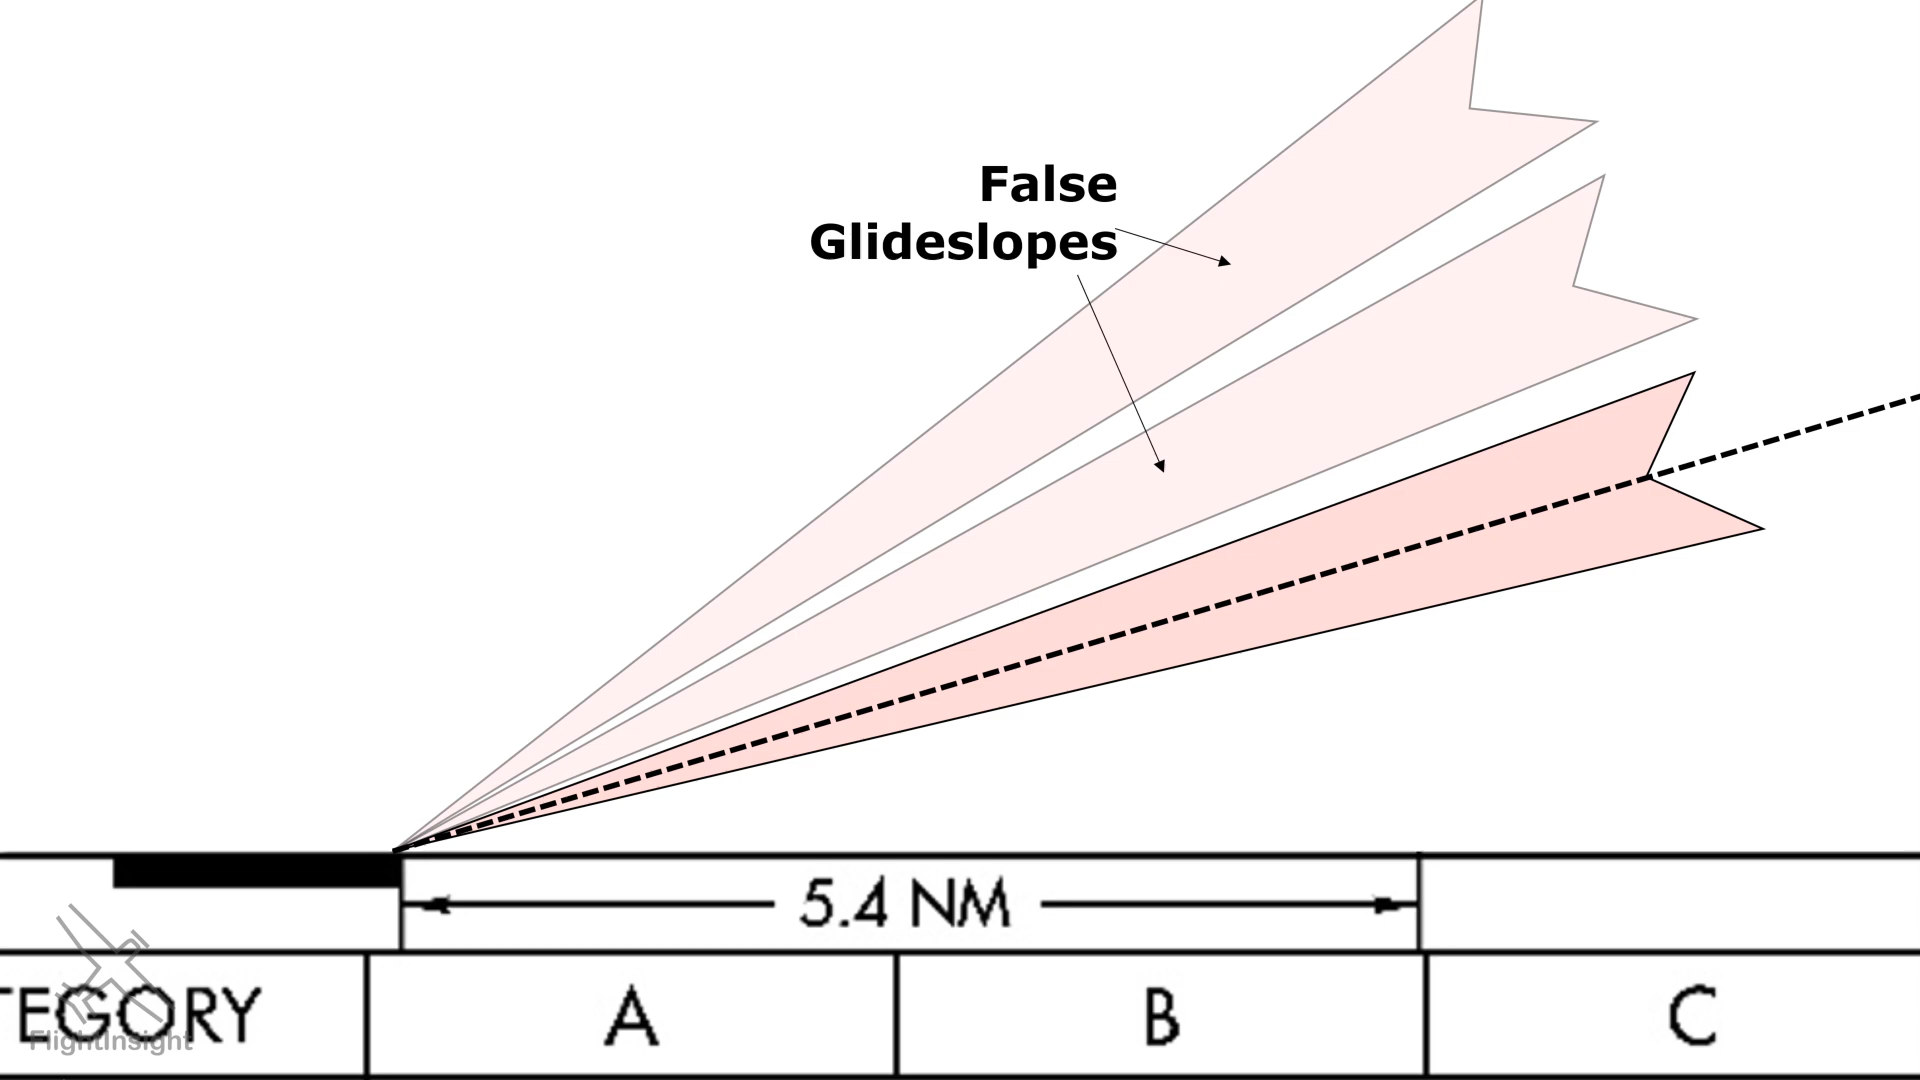 False
Glideslopes
5.4 NM
TEGORY A B C
FlightInsight